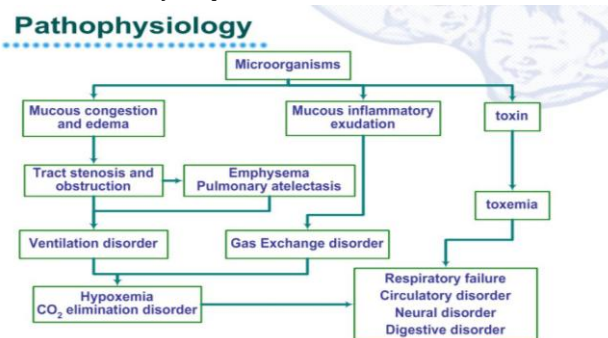 Pathophysiology
Microorganisms
Mucous congestion
and edema
Mucous inflammatory
exudation
toxin
Tract stenosis and
obstruction
Emphysema
Pulmonary atelectasis
toxemia
Ventilation disorder
Gas Exchange disorder
Hypoxemia
CO₂ elimination disorder
Respiratory failure
Circulatory disorder
Neural disorder
Digestive disorder